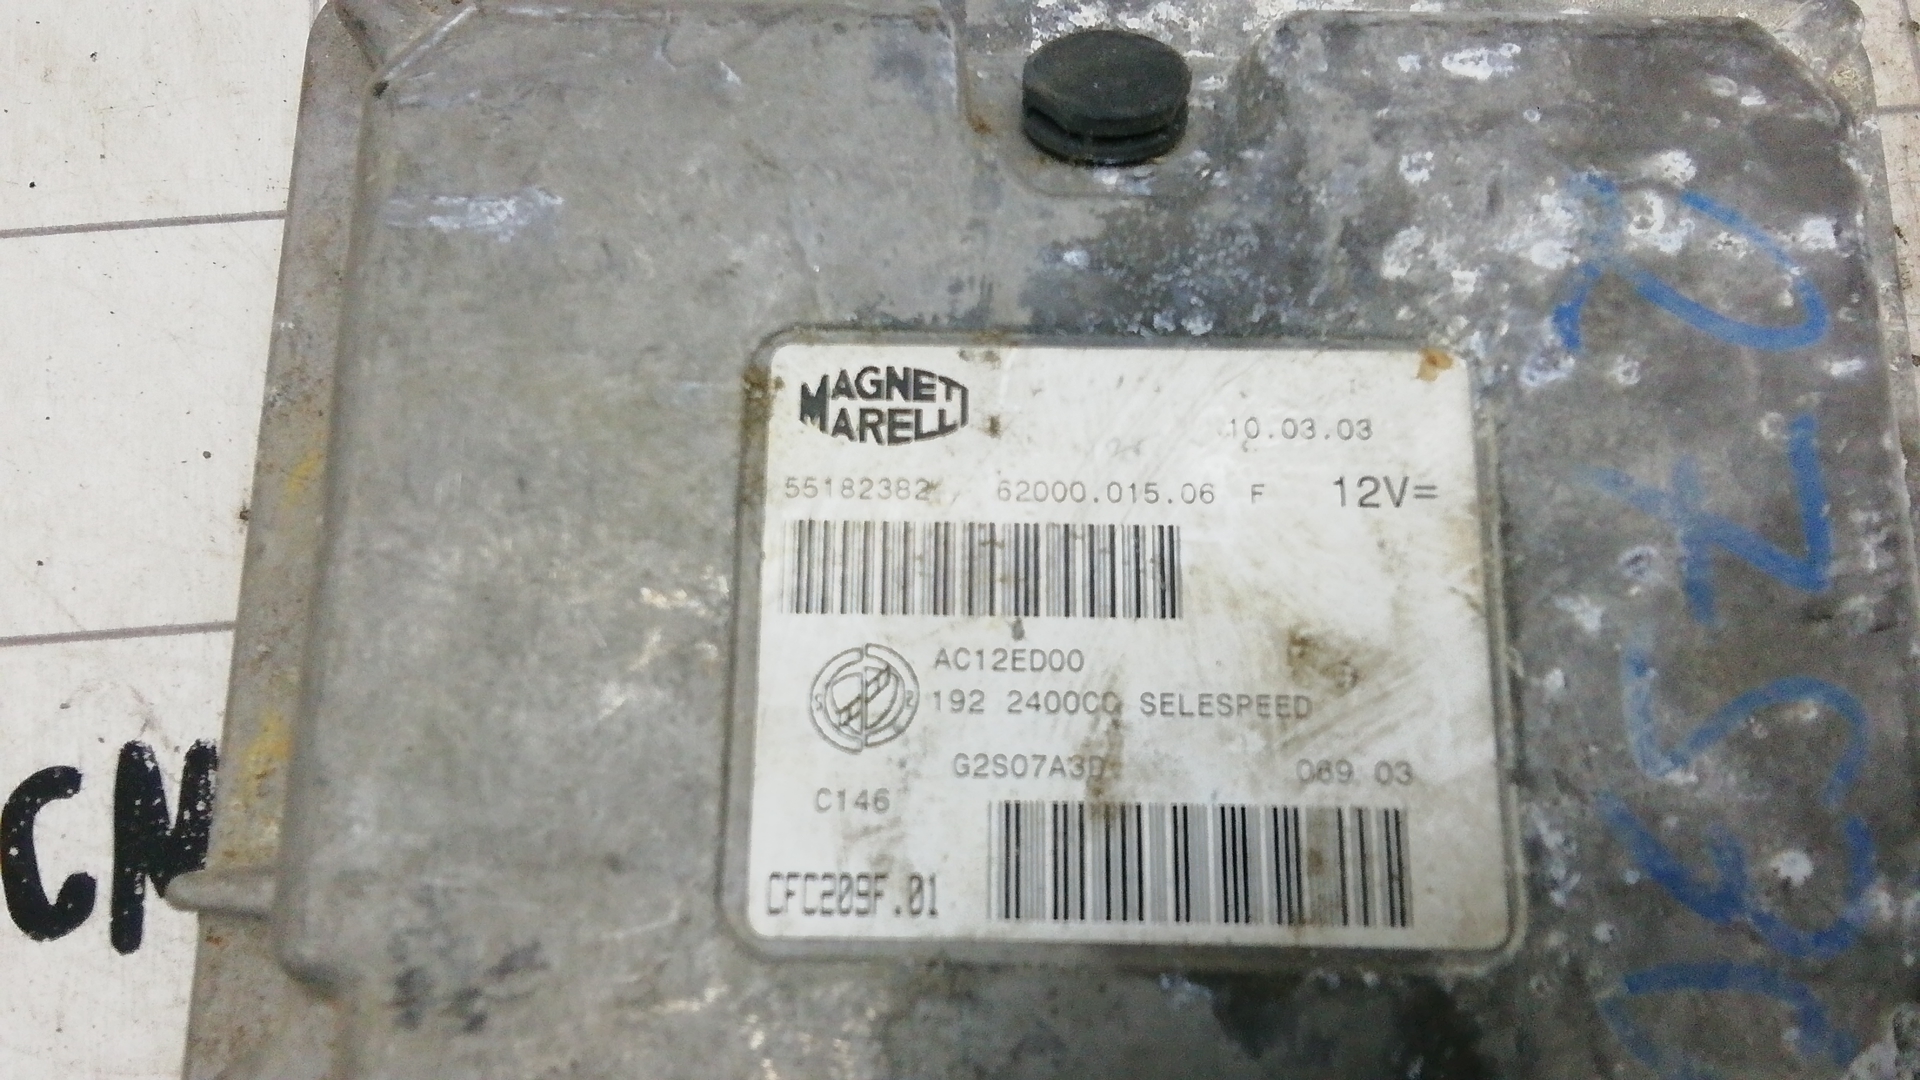 MAGNETI
MARELLI
10.03.03
55182382 62000.015.06 F 12V=
AC12ED00
192 2400CC SELESPEED
G2S07A3D 069 03
C146
CFC209F.01
CN